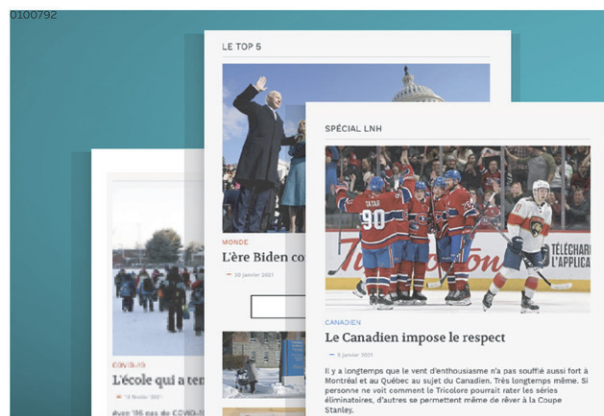 0100792
LE TOP 5
SPÉCIAL LNH
TATAR
90
TÉLÉCHAR
L'APPLICA
MONDE
L'ère Biden co
20 janvier 2021
CANADIEN
Le Canadien impose le respect
5 janvier 2021
Il y a longtemps que le vent d'enthousiasme n'a pas soufflé aussi fort à
Montréal et au Québec au sujet du Canadien. Très longtemps même. Si
personne ne voit comment le Tricolore pourrait rater les séries
éliminatoires, d'autres se permettent même de rêver à la Coupe
Stanley.
COVID-19
L'école qui a ten